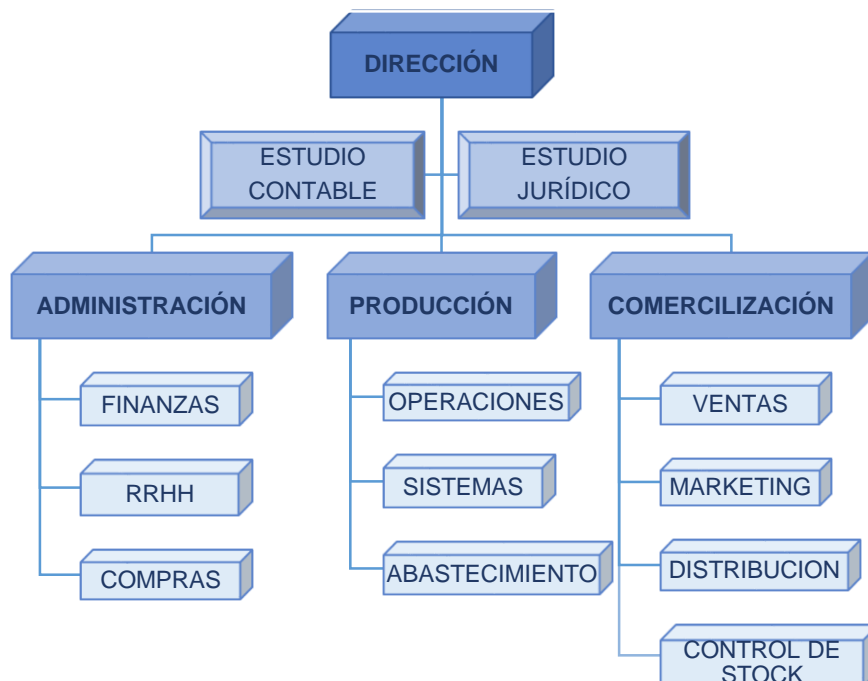 DIRECCIÓN
ESTUDIO
CONTABLE
ESTUDIO
JURÍDICO
ADMINISTRACIÓN
PRODUCCIÓN
COMERCILIZACIÓN
FINANZAS
RRHH
COMPRAS
OPERACIONES
SISTEMAS
ABASTECIMIENTO
VENTAS
MARKETING
DISTRIBUCION
CONTROL DE
STOCK